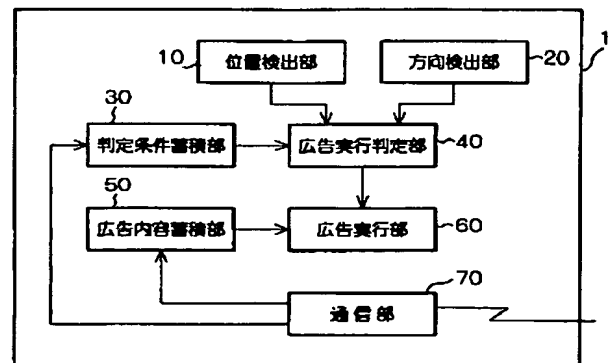 1
10
位置検出部
方向検出部
20
30
判定条件蓄積部
広告実行判定部
40
50
広告内容蓄積部
広告実行部
60
70
通信部